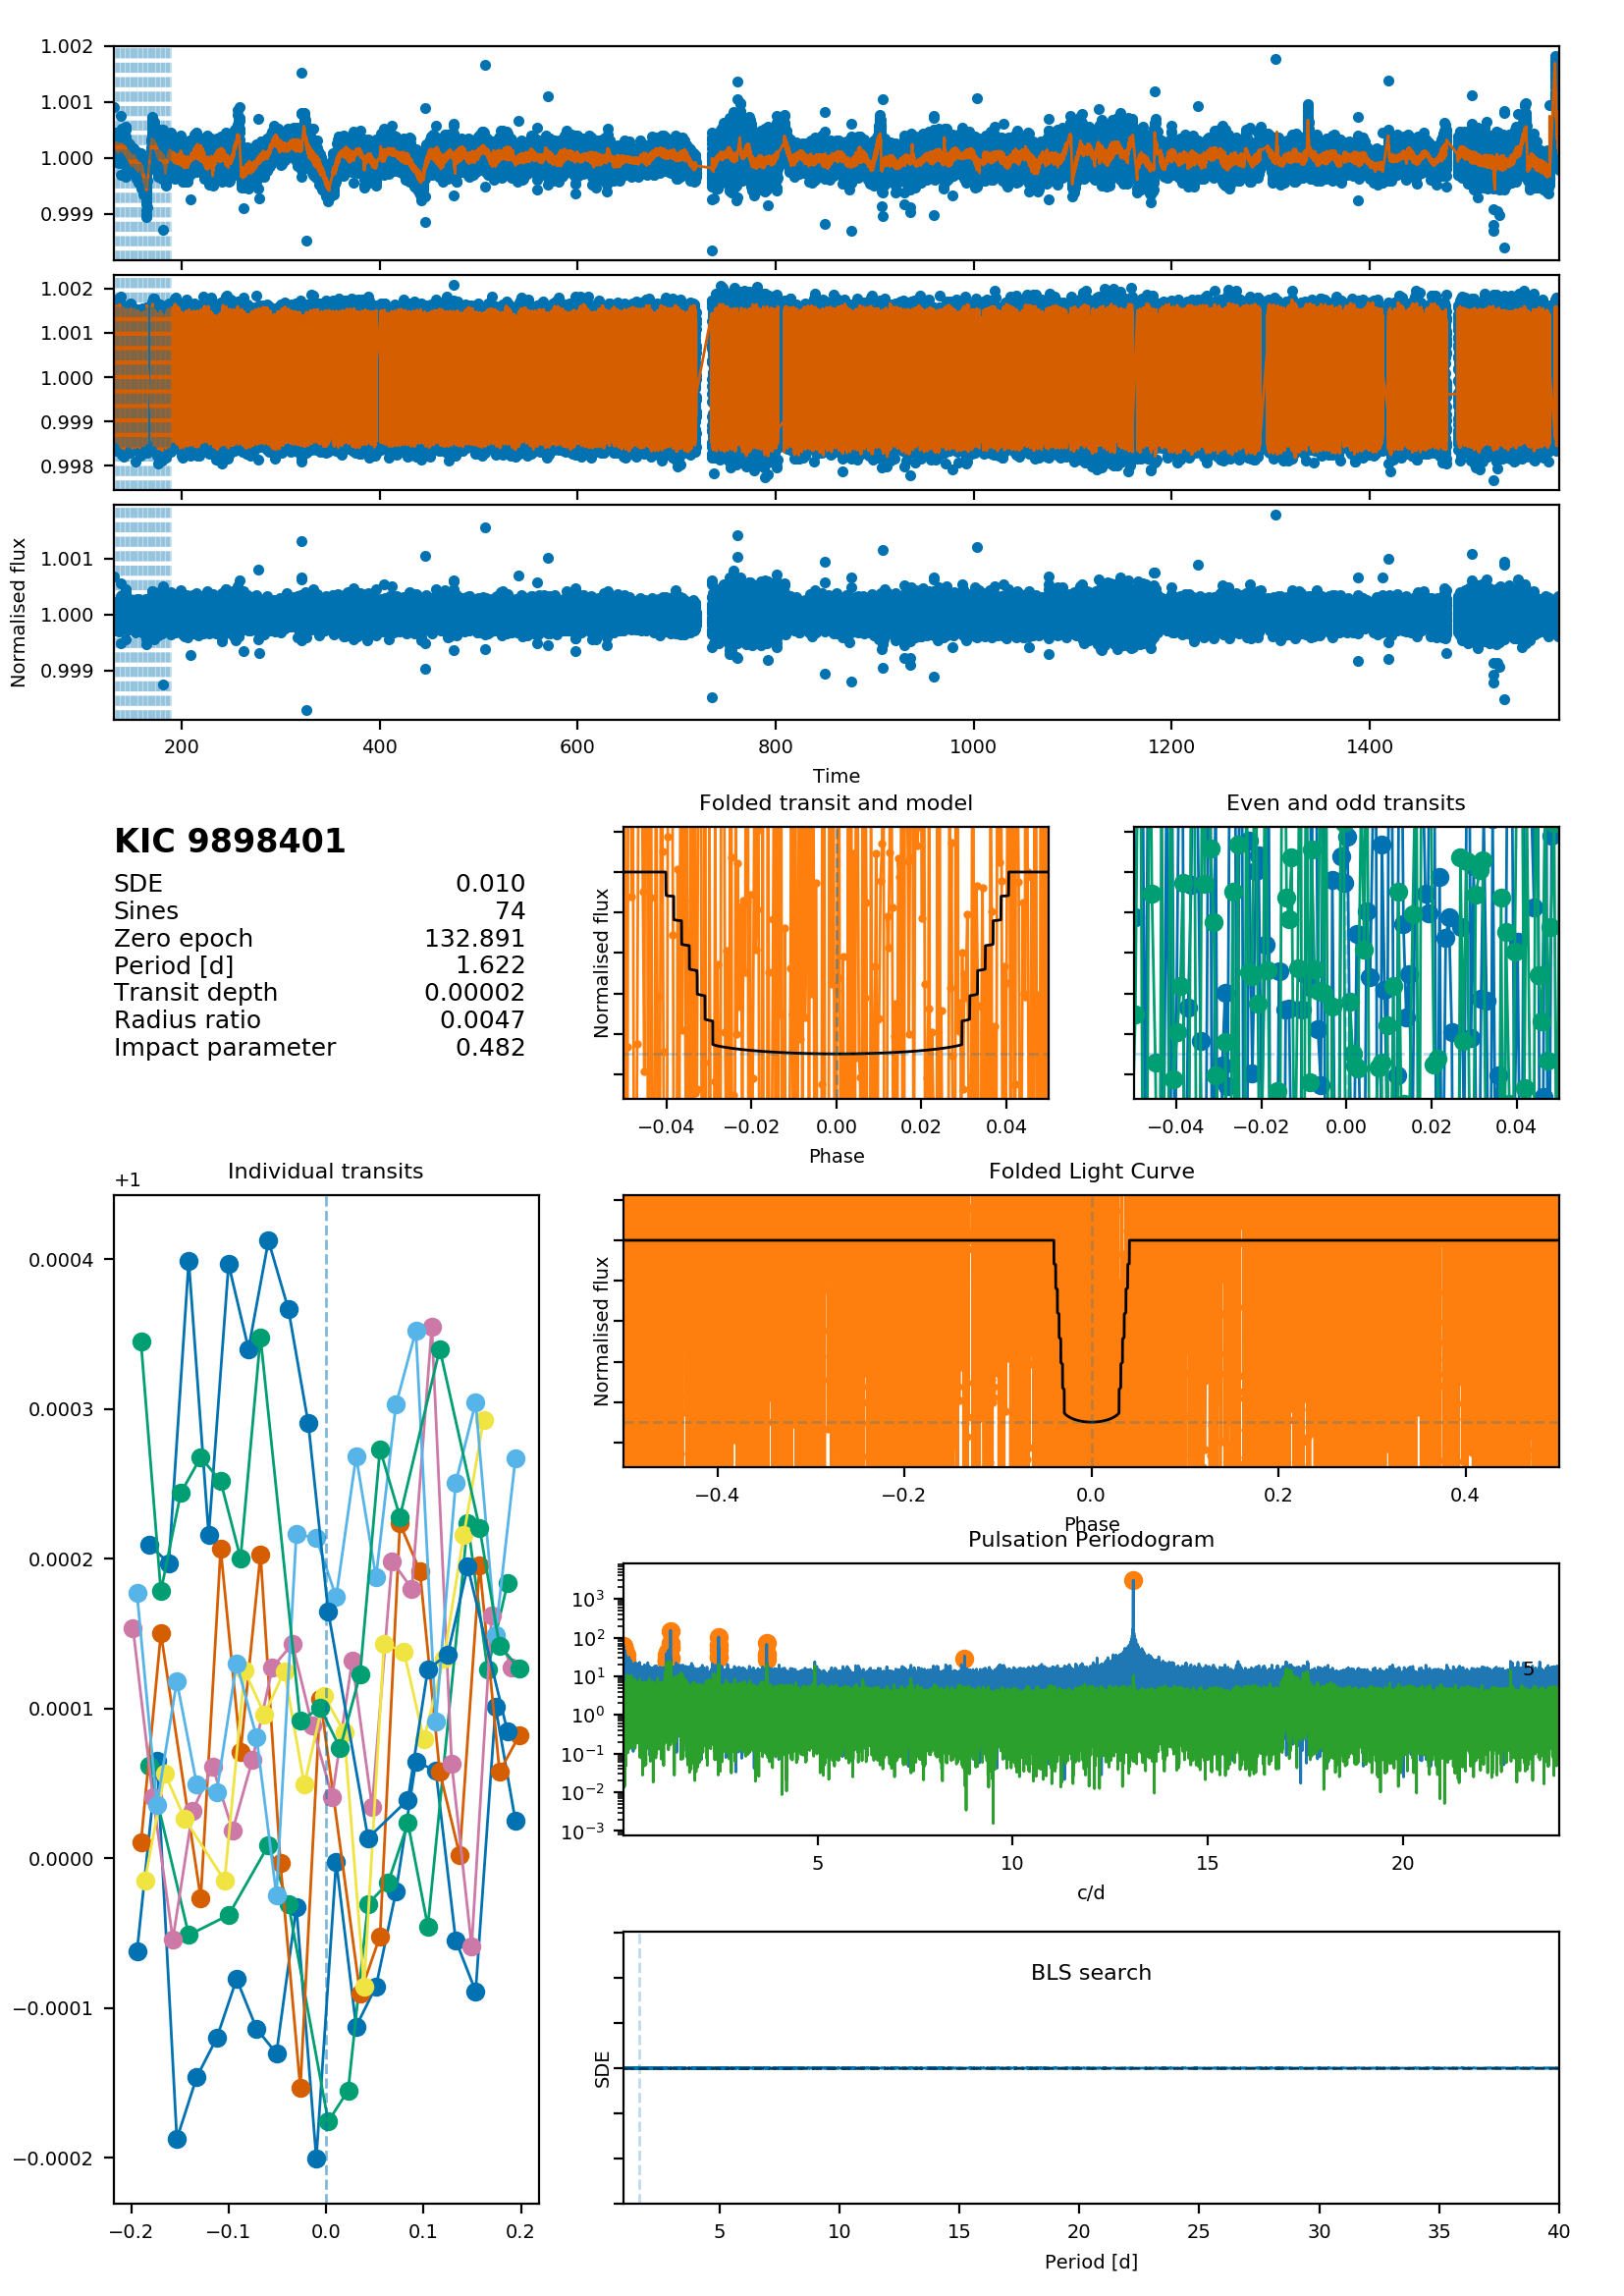 1.002
1.001
1.000
0.999
1.002
1.001
1.000
0.999
0.998
1.001
1.000
0.999
Normalised flux
200 400 600 800 1000 1200 1400
Time
KIC 9898401
SDE 0.010
Sines 74
Zero epoch 132.891
Period [d] 1.622
Transit depth 0.00002
Radius ratio 0.0047
Impact parameter 0.482
Folded transit and model
Normalised flux
−0.04 −0.02 0.00 0.02 0.04
Phase
Even and odd transits
−0.04 −0.02 0.00 0.02 0.04
Individual transits
+1
0.0004
0.0003
0.0002
0.0001
0.0000
−0.0001
−0.0002
−0.2 −0.1 0.0 0.1 0.2
Folded Light Curve
Normalised flux
−0.4 −0.2 0.0 0.2 0.4
Phase
Pulsation Periodogram
10³
10²
10¹
10⁰
10⁻¹
10⁻²
10⁻³
5
5 10 15 20
c/d
BLS search
SDE
5 10 15 20 25 30 35 40
Period [d]